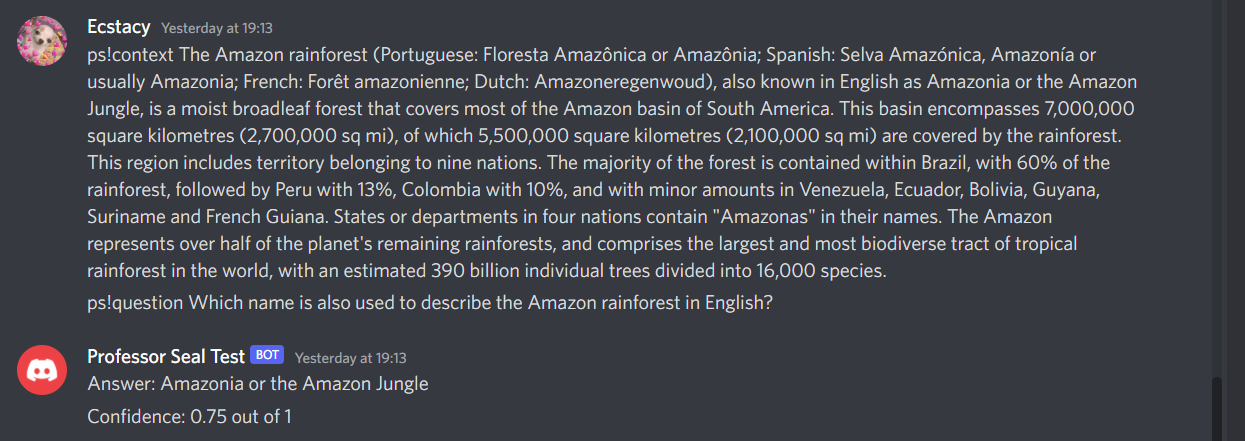 Ecstacy Yesterday at 19:13
ps!context The Amazon rainforest (Portuguese: Floresta Amazônica or Amazônia; Spanish: Selva Amazónica, Amazonía or
usually Amazonia; French: Forêt amazonienne; Dutch: Amazoneregenwoud), also known in English as Amazonia or the Amazon
Jungle, is a moist broadleaf forest that covers most of the Amazon basin of South America. This basin encompasses 7,000,000
square kilometres (2,700,000 sq mi), of which 5,500,000 square kilometres (2,100,000 sq mi) are covered by the rainforest.
This region includes territory belonging to nine nations. The majority of the forest is contained within Brazil, with 60% of the
rainforest, followed by Peru with 13%, Colombia with 10%, and with minor amounts in Venezuela, Ecuador, Bolivia, Guyana,
Suriname and French Guiana. States or departments in four nations contain "Amazonas" in their names. The Amazon
represents over half of the planet's remaining rainforests, and comprises the largest and most biodiverse tract of tropical
rainforest in the world, with an estimated 390 billion individual trees divided into 16,000 species.
ps!question Which name is also used to describe the Amazon rainforest in English?
Professor Seal Test BOT Yesterday at 19:13
Answer: Amazonia or the Amazon Jungle
Confidence: 0.75 out of 1